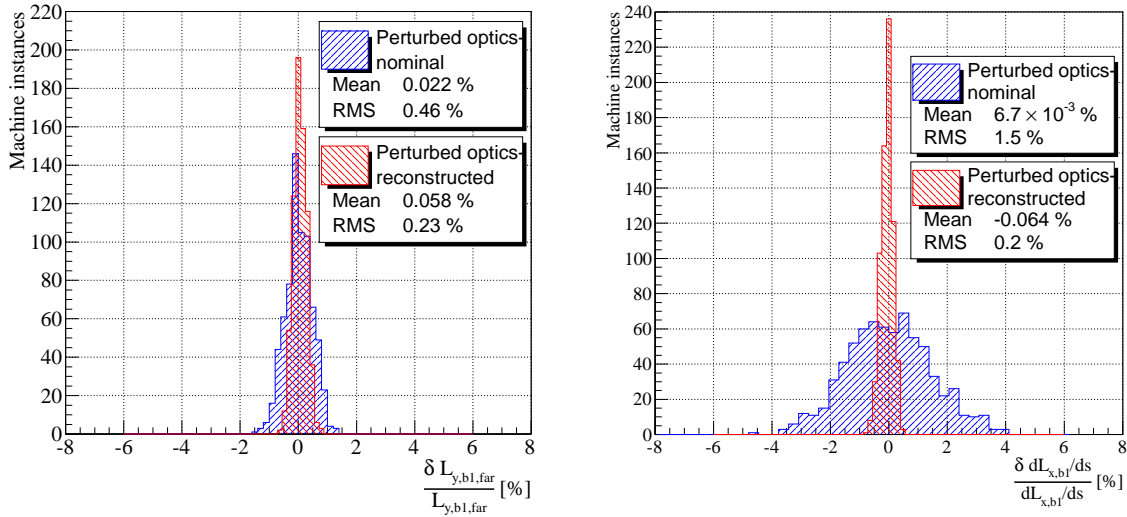 Machine instances
220
200
180
160
140
120
100
80
60
40
20
0
-8 -6 -4 -2 0 2 4 6 8
Perturbed optics-
nominal
Mean 0.022 %
RMS 0.46 %
Perturbed optics-
reconstructed
Mean 0.058 %
RMS 0.23 %
δ L_y,b1,far
L_y,b1,far
[%]
Machine instances
240
220
200
180
160
140
120
100
80
60
40
20
0
-8 -6 -4 -2 0 2 4 6 8
Perturbed optics-
nominal
Mean 6.7 × 10⁻³ %
RMS 1.5 %
Perturbed optics-
reconstructed
Mean -0.064 %
RMS 0.2 %
δ dL_x,b1/ds
dL_x,b1/ds
[%]